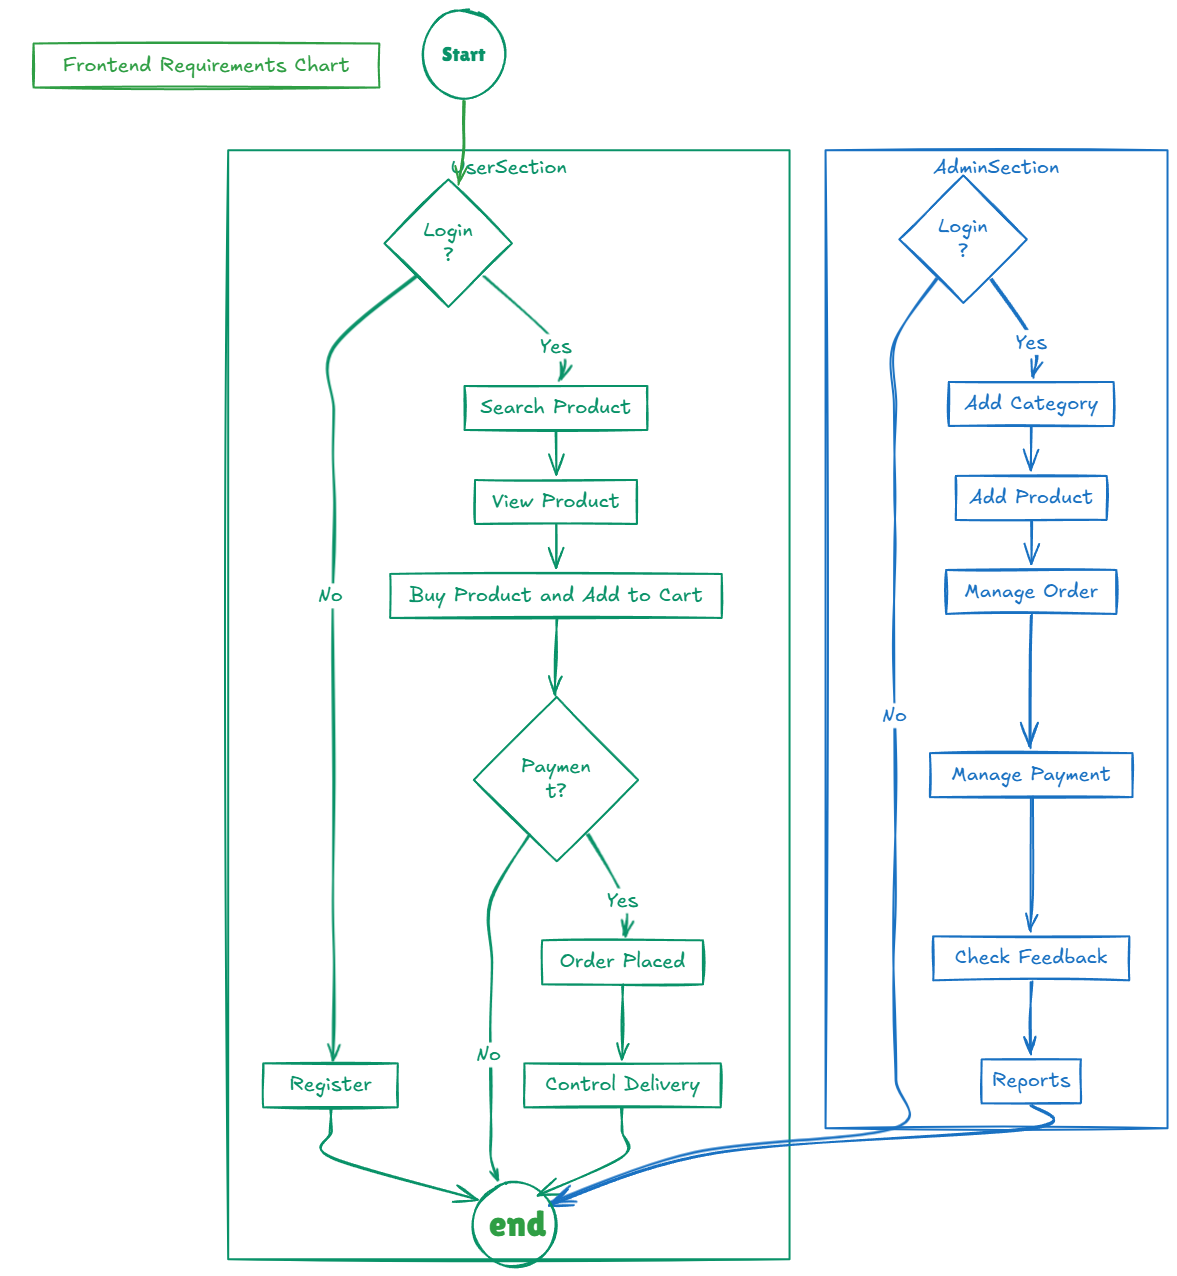 Start
Frontend Requirements Chart
UserSection
Login
?
Yes
Search Product
View Product
Buy Product and Add to Cart
No
Paymen
t?
Yes
Order Placed
No
Register
Control Delivery
end
AdminSection
Login
?
Yes
Add Category
Add Product
Manage Order
No
Manage Payment
Check Feedback
Reports